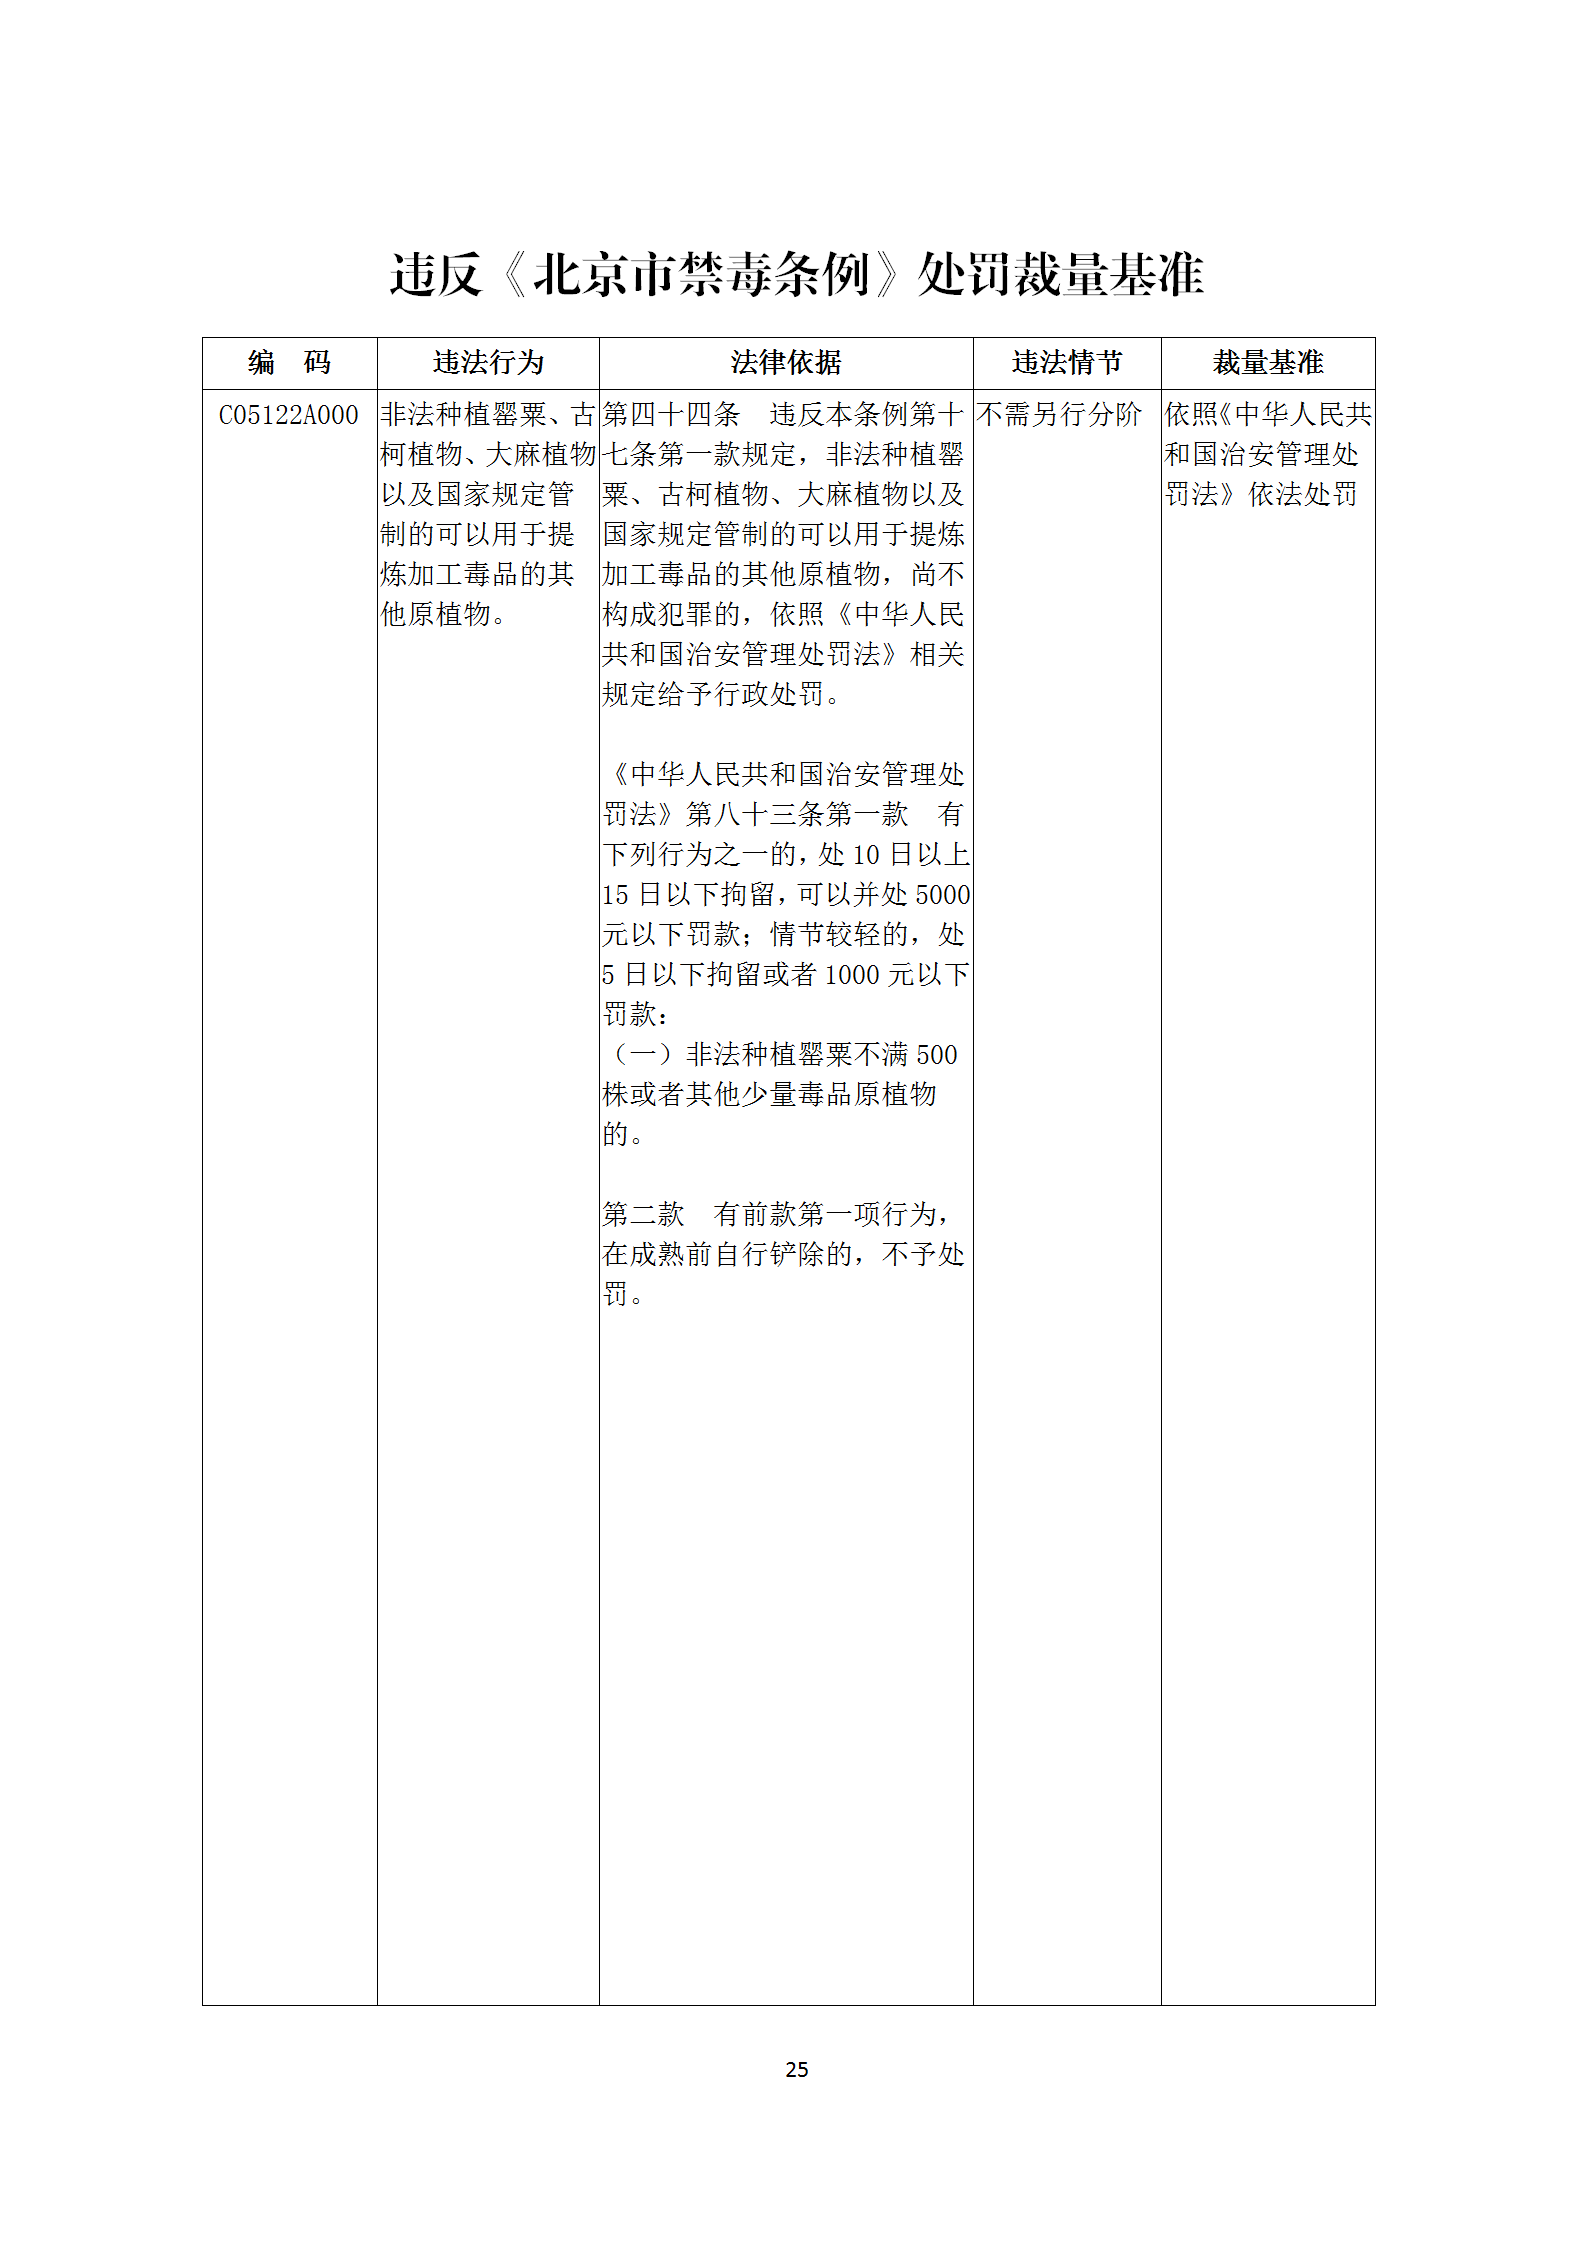 违反《北京市禁毒条例》处罚裁量基准
编　码
违法行为
法律依据
违法情节
裁量基准
C05122A000
非法种植罂粟、古
柯植物、大麻植物
以及国家规定管
制的可以用于提
炼加工毒品的其
他原植物。
第四十四条　违反本条例第十
七条第一款规定，非法种植罂
粟、古柯植物、大麻植物以及
国家规定管制的可以用于提炼
加工毒品的其他原植物，尚不
构成犯罪的，依照《中华人民
共和国治安管理处罚法》相关
规定给予行政处罚。
《中华人民共和国治安管理处
罚法》第八十三条第一款　有
下列行为之一的，处 10 日以上
15 日以下拘留，可以并处 5000
元以下罚款；情节较轻的，处
5 日以下拘留或者 1000 元以下
罚款：
（一）非法种植罂粟不满 500
株或者其他少量毒品原植物
的。
第二款　有前款第一项行为，
在成熟前自行铲除的，不予处
罚。
不需另行分阶
依照《中华人民共
和国治安管理处
罚法》依法处罚
25